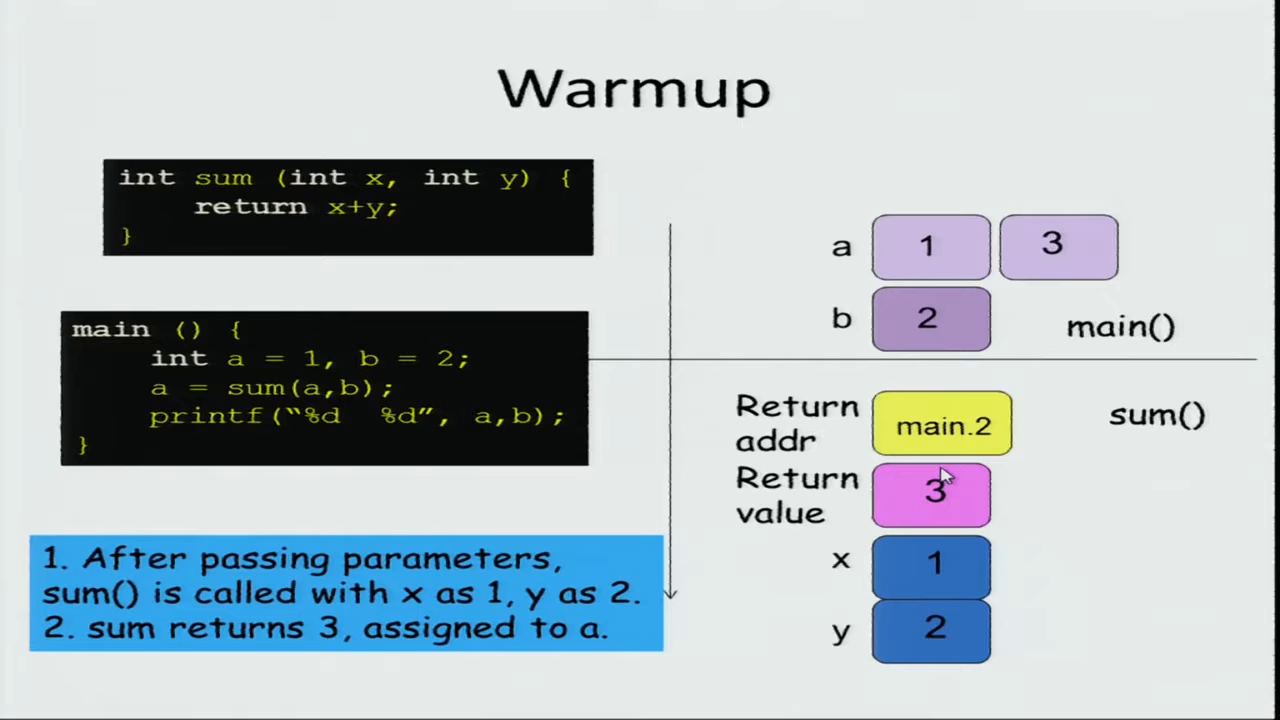 Warmup
int sum (int x, int y) {
return x+y;
}
main () {
int a = 1, b = 2;
a = sum(a,b);
printf(“%d %d”, a,b);
}
1. After passing parameters,
sum() is called with x as 1, y as 2.
2. sum returns 3, assigned to a.
a 1 3
b 2
main()
Return
addr
main.2
sum()
Return
value
3
x 1
y 2